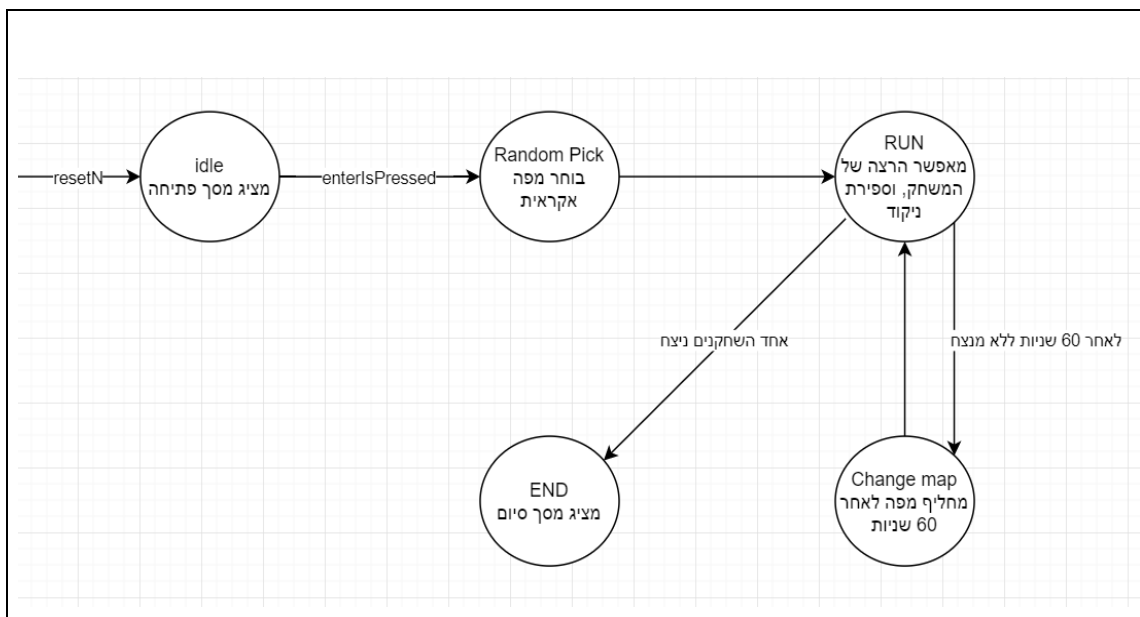 resetN
idle
מציג מסך פתיחה
enterIsPressed
Random Pick
בוחר מפה
אקראית
RUN
מאפשר הרצה של
המשחק, וספירת
ניקוד
אחד השחקנים ניצח
לאחר 60 שניות ללא מנצח
END
מציג מסך סיום
Change map
מחליף מפה לאחר
60 שניות